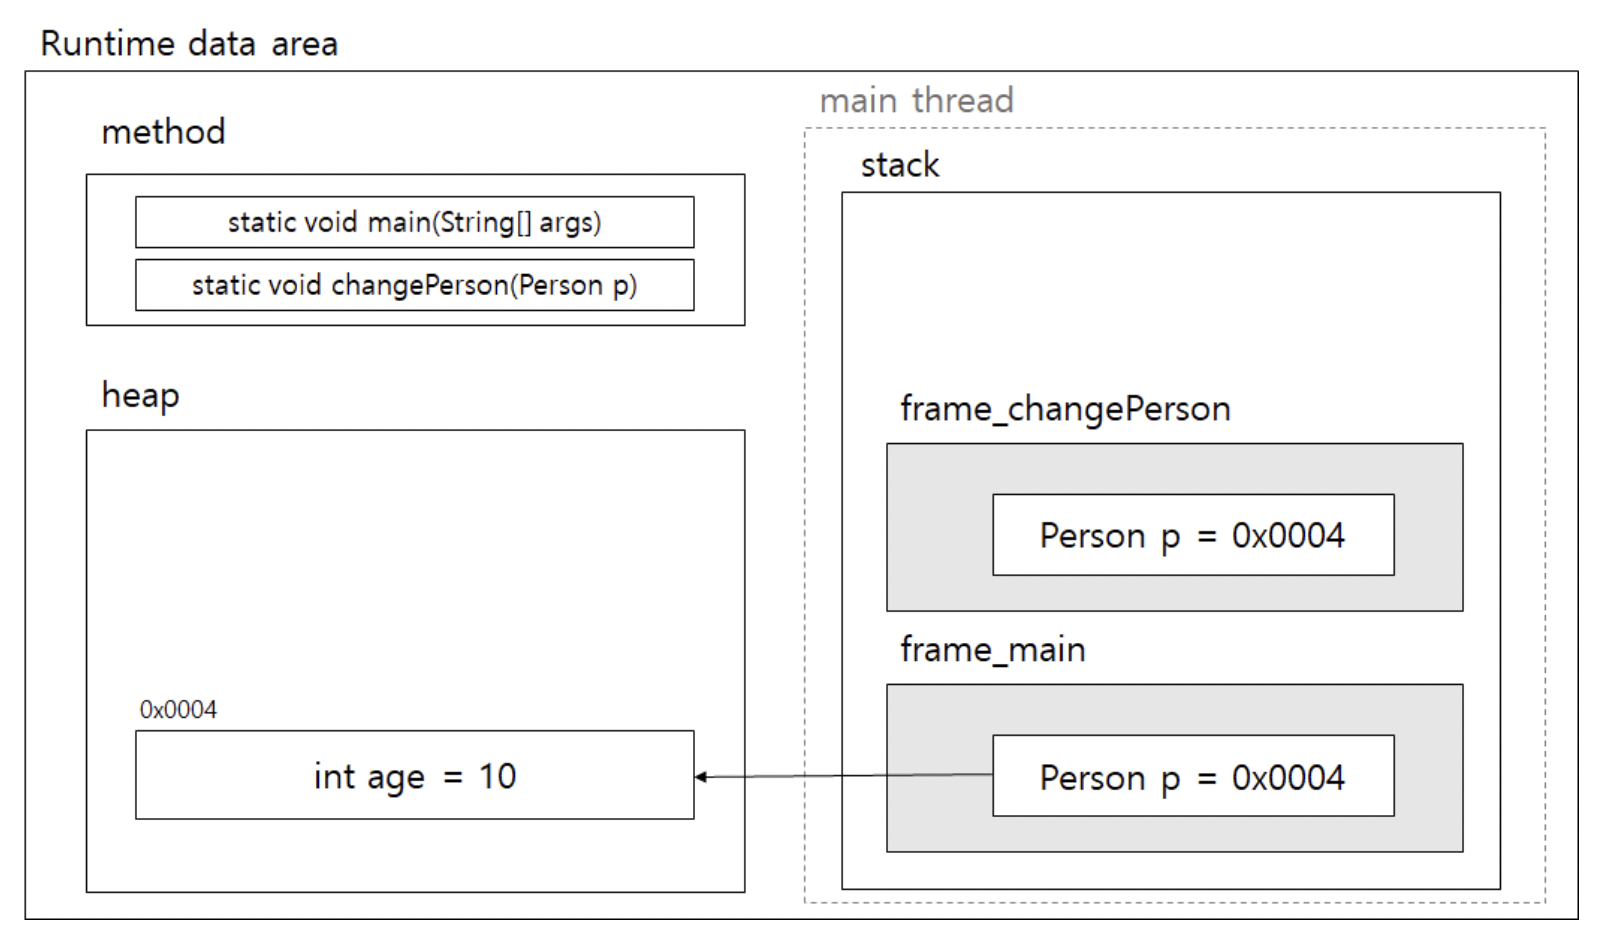 Runtime data area
method
static void main(String[] args)
static void changePerson(Person p)
heap
0x0004
int age = 10
main thread
stack
frame_changePerson
Person p = 0x0004
frame_main
Person p = 0x0004